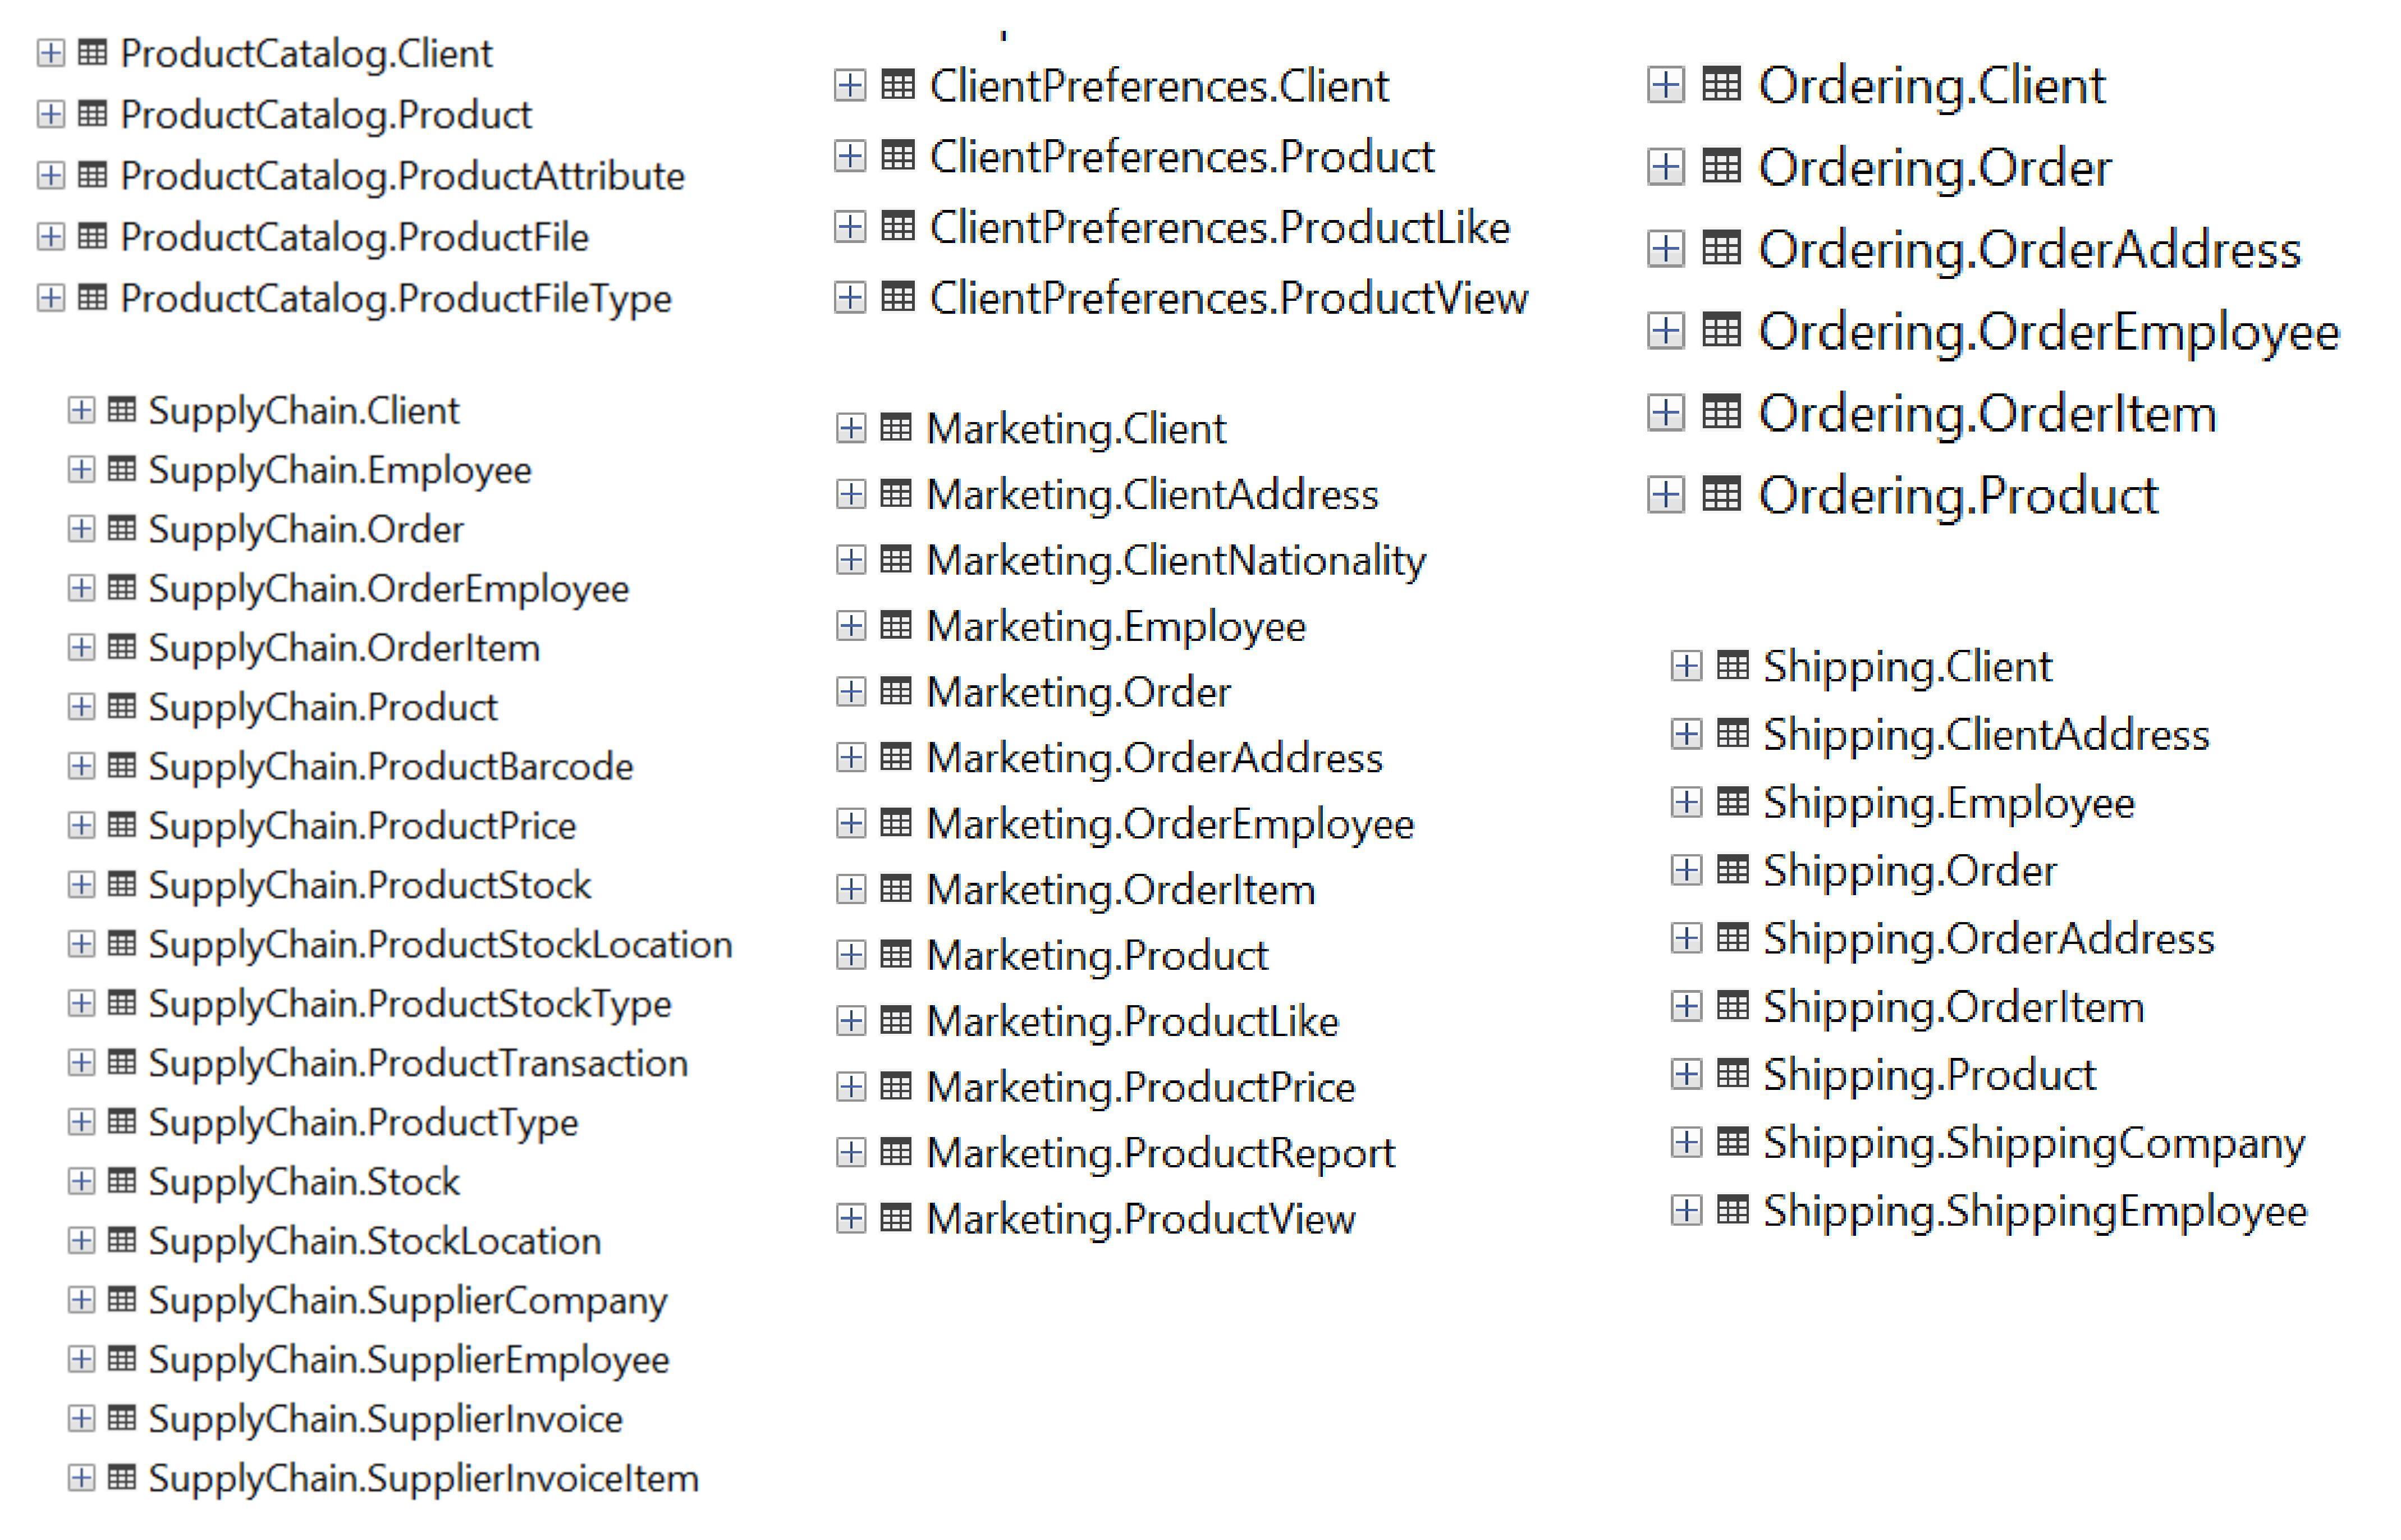 ProductCatalog.Client
ProductCatalog.Product
ProductCatalog.ProductAttribute
ProductCatalog.ProductFile
ProductCatalog.ProductFileType
SupplyChain.Client
SupplyChain.Employee
SupplyChain.Order
SupplyChain.OrderEmployee
SupplyChain.OrderItem
SupplyChain.Product
SupplyChain.ProductBarcode
SupplyChain.ProductPrice
SupplyChain.ProductStock
SupplyChain.ProductStockLocation
SupplyChain.ProductStockType
SupplyChain.ProductTransaction
SupplyChain.ProductType
SupplyChain.Stock
SupplyChain.StockLocation
SupplyChain.SupplierCompany
SupplyChain.SupplierEmployee
SupplyChain.SupplierInvoice
SupplyChain.SupplierInvoiceItem
ClientPreferences.Client
ClientPreferences.Product
ClientPreferences.ProductLike
ClientPreferences.ProductView
Marketing.Client
Marketing.ClientAddress
Marketing.ClientNationality
Marketing.Employee
Marketing.Order
Marketing.OrderAddress
Marketing.OrderEmployee
Marketing.OrderItem
Marketing.Product
Marketing.ProductLike
Marketing.ProductPrice
Marketing.ProductReport
Marketing.ProductView
Ordering.Client
Ordering.Order
Ordering.OrderAddress
Ordering.OrderEmployee
Ordering.OrderItem
Ordering.Product
Shipping.Client
Shipping.ClientAddress
Shipping.Employee
Shipping.Order
Shipping.OrderAddress
Shipping.OrderItem
Shipping.Product
Shipping.ShippingCompany
Shipping.ShippingEmployee